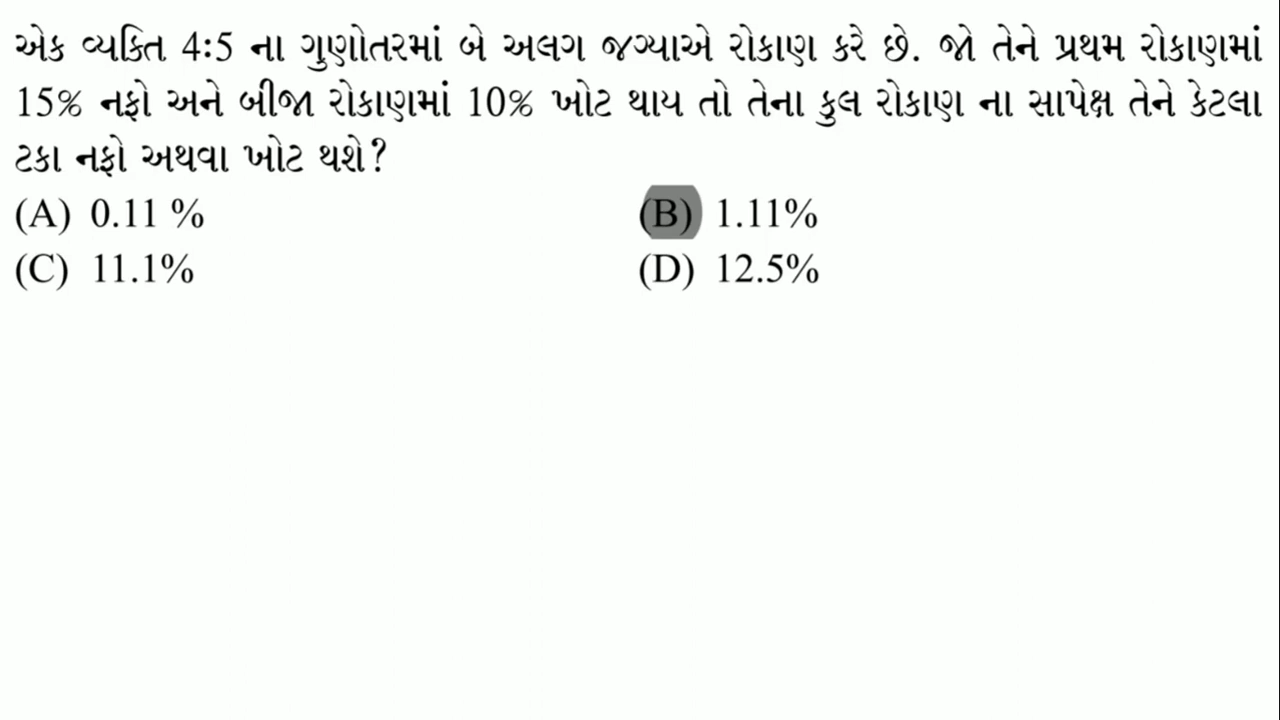 એક વ્યક્તિ 4:5 ના ગુણોતરમાં બે અલગ જગ્યાએ રોકાણ કરે છે. જો તેને પ્રથમ રોકાણમાં
15% નફો અને બીજા રોકાણમાં 10% ખોટ થાય તો તેના કુલ રોકાણ ના સાપેક્ષ તેને કેટલા
ટકા નફો અથવા ખોટ થશે?
(A) 0.11 % (B) 1.11%
(C) 11.1% (D) 12.5%